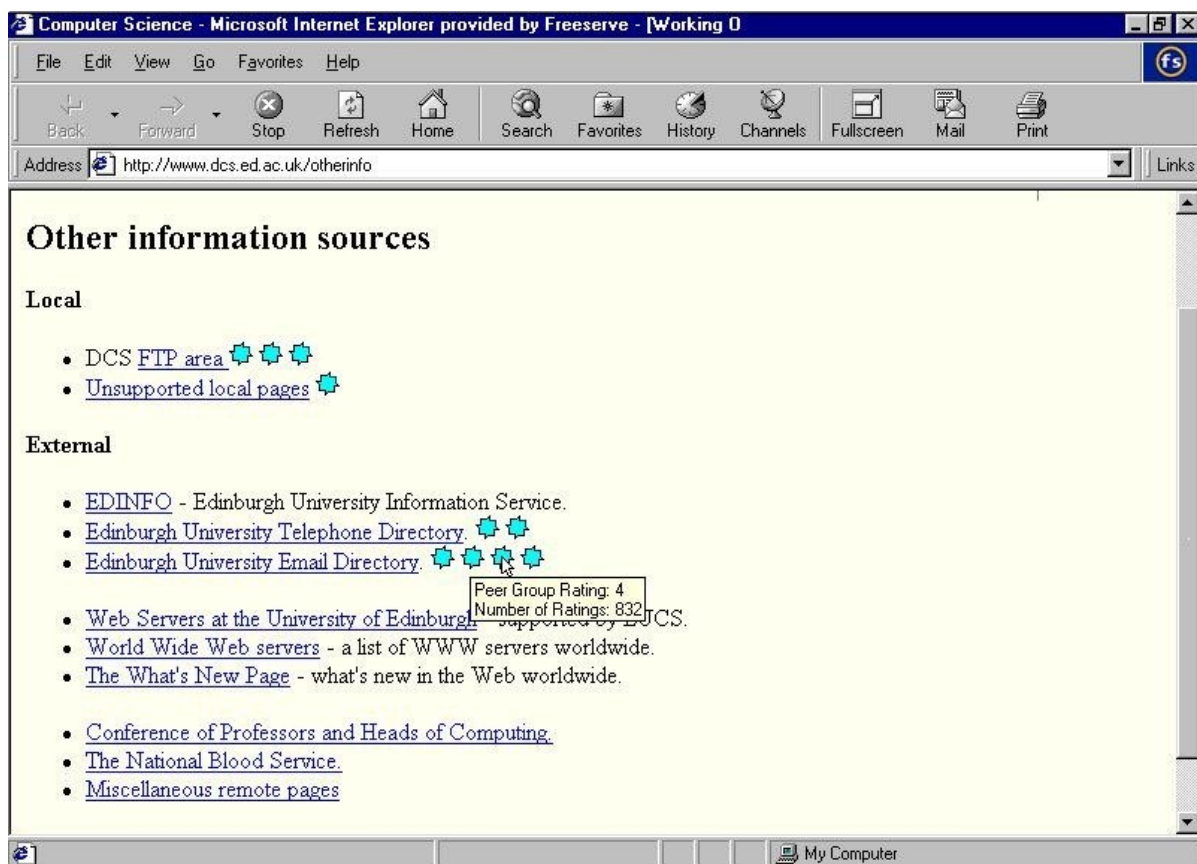 Computer Science - Microsoft Internet Explorer provided by Freeserve - [Working O
File Edit View Go Favorites Help
fs
Back Forward Stop Refresh Home Search Favorites History Channels Fullscreen Mail Print
Address http://www.dcs.ed.ac.uk/otherinfo Links
Other information sources
Local
DCS FTP area
Unsupported local pages
External
EDINFO - Edinburgh University Information Service.
Edinburgh University Telephone Directory.
Edinburgh University Email Directory.
Peer Group Rating: 4
Number of Ratings: 832
Web Servers at the University of Edinburgh - supported by EUCS.
World Wide Web servers - a list of WWW servers worldwide.
The What's New Page - what's new in the Web worldwide.
Conference of Professors and Heads of Computing.
The National Blood Service.
Miscellaneous remote pages
My Computer